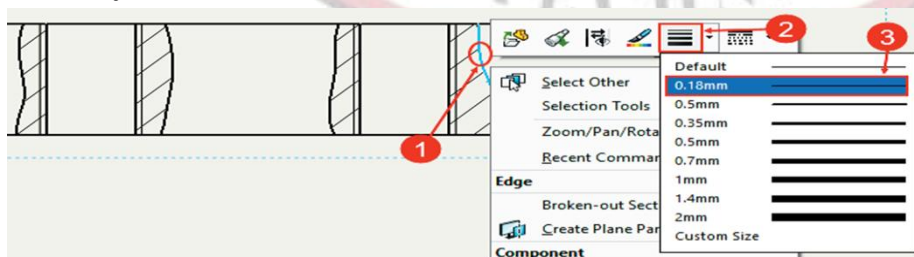 2
3
Default
Select Other
0.18mm
Selection Tools
0.5mm
0.35mm
1
Zoom/Pan/Rota
0.5mm
Recent Commar
0.7mm
Edge
1mm
Broken-out Sect
1.4mm
Create Plane Par
2mm
Custom Size
Component